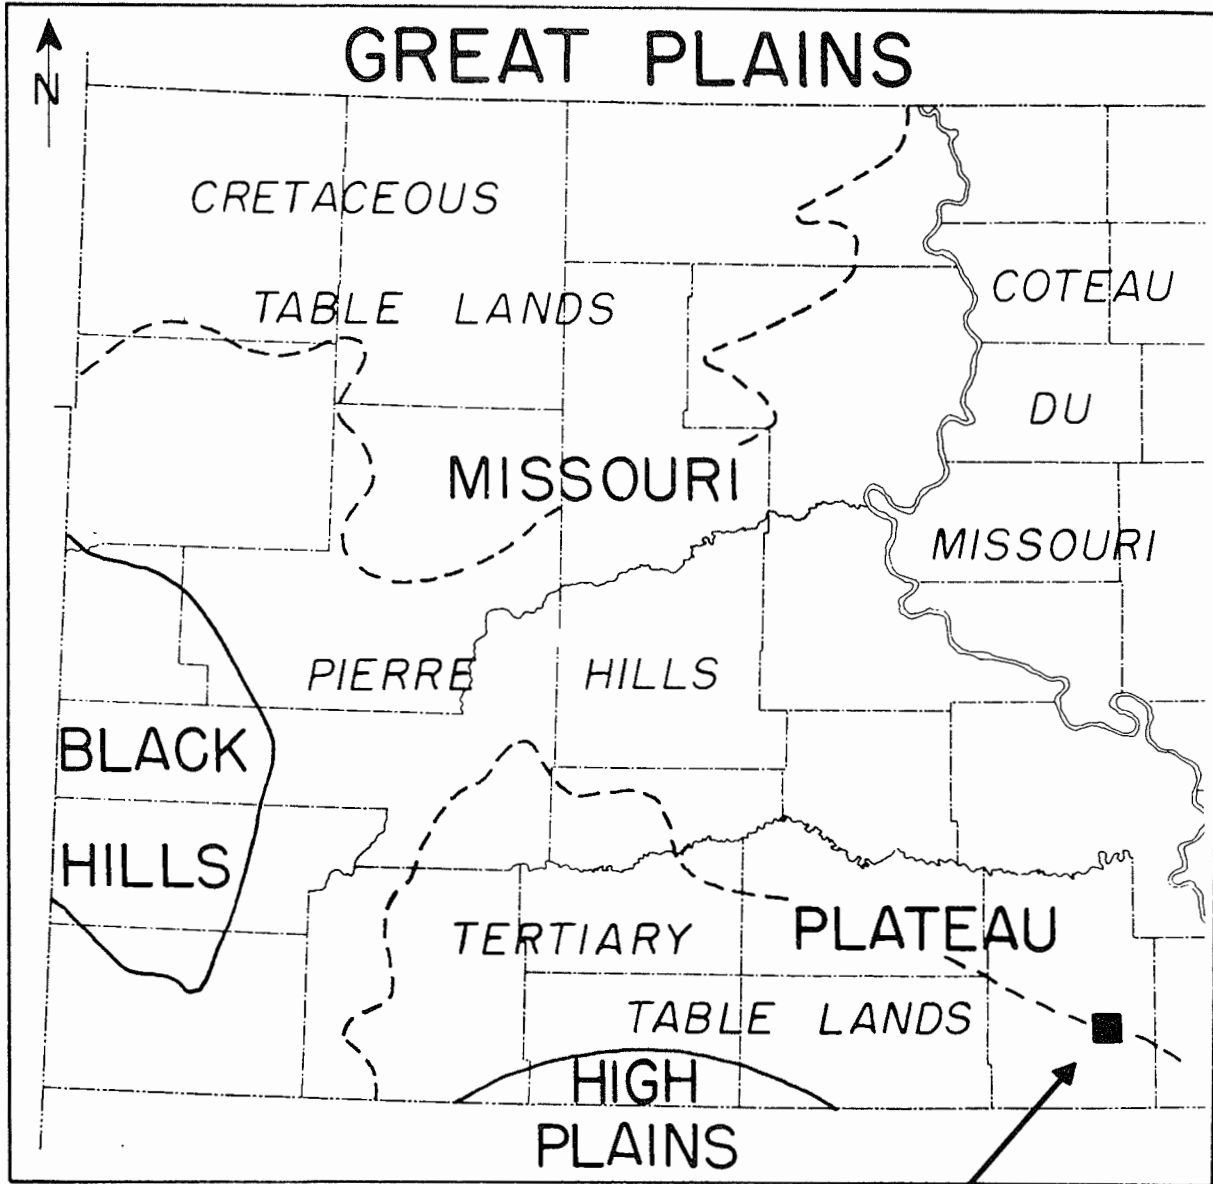 GREAT PLAINS
N
CRETACEOUS
TABLE LANDS
COTEAU
DU
MISSOURI
MISSOURI
PIERRE HILLS
BLACK
HILLS
TERTIARY
PLATEAU
TABLE LANDS
HIGH
PLAINS